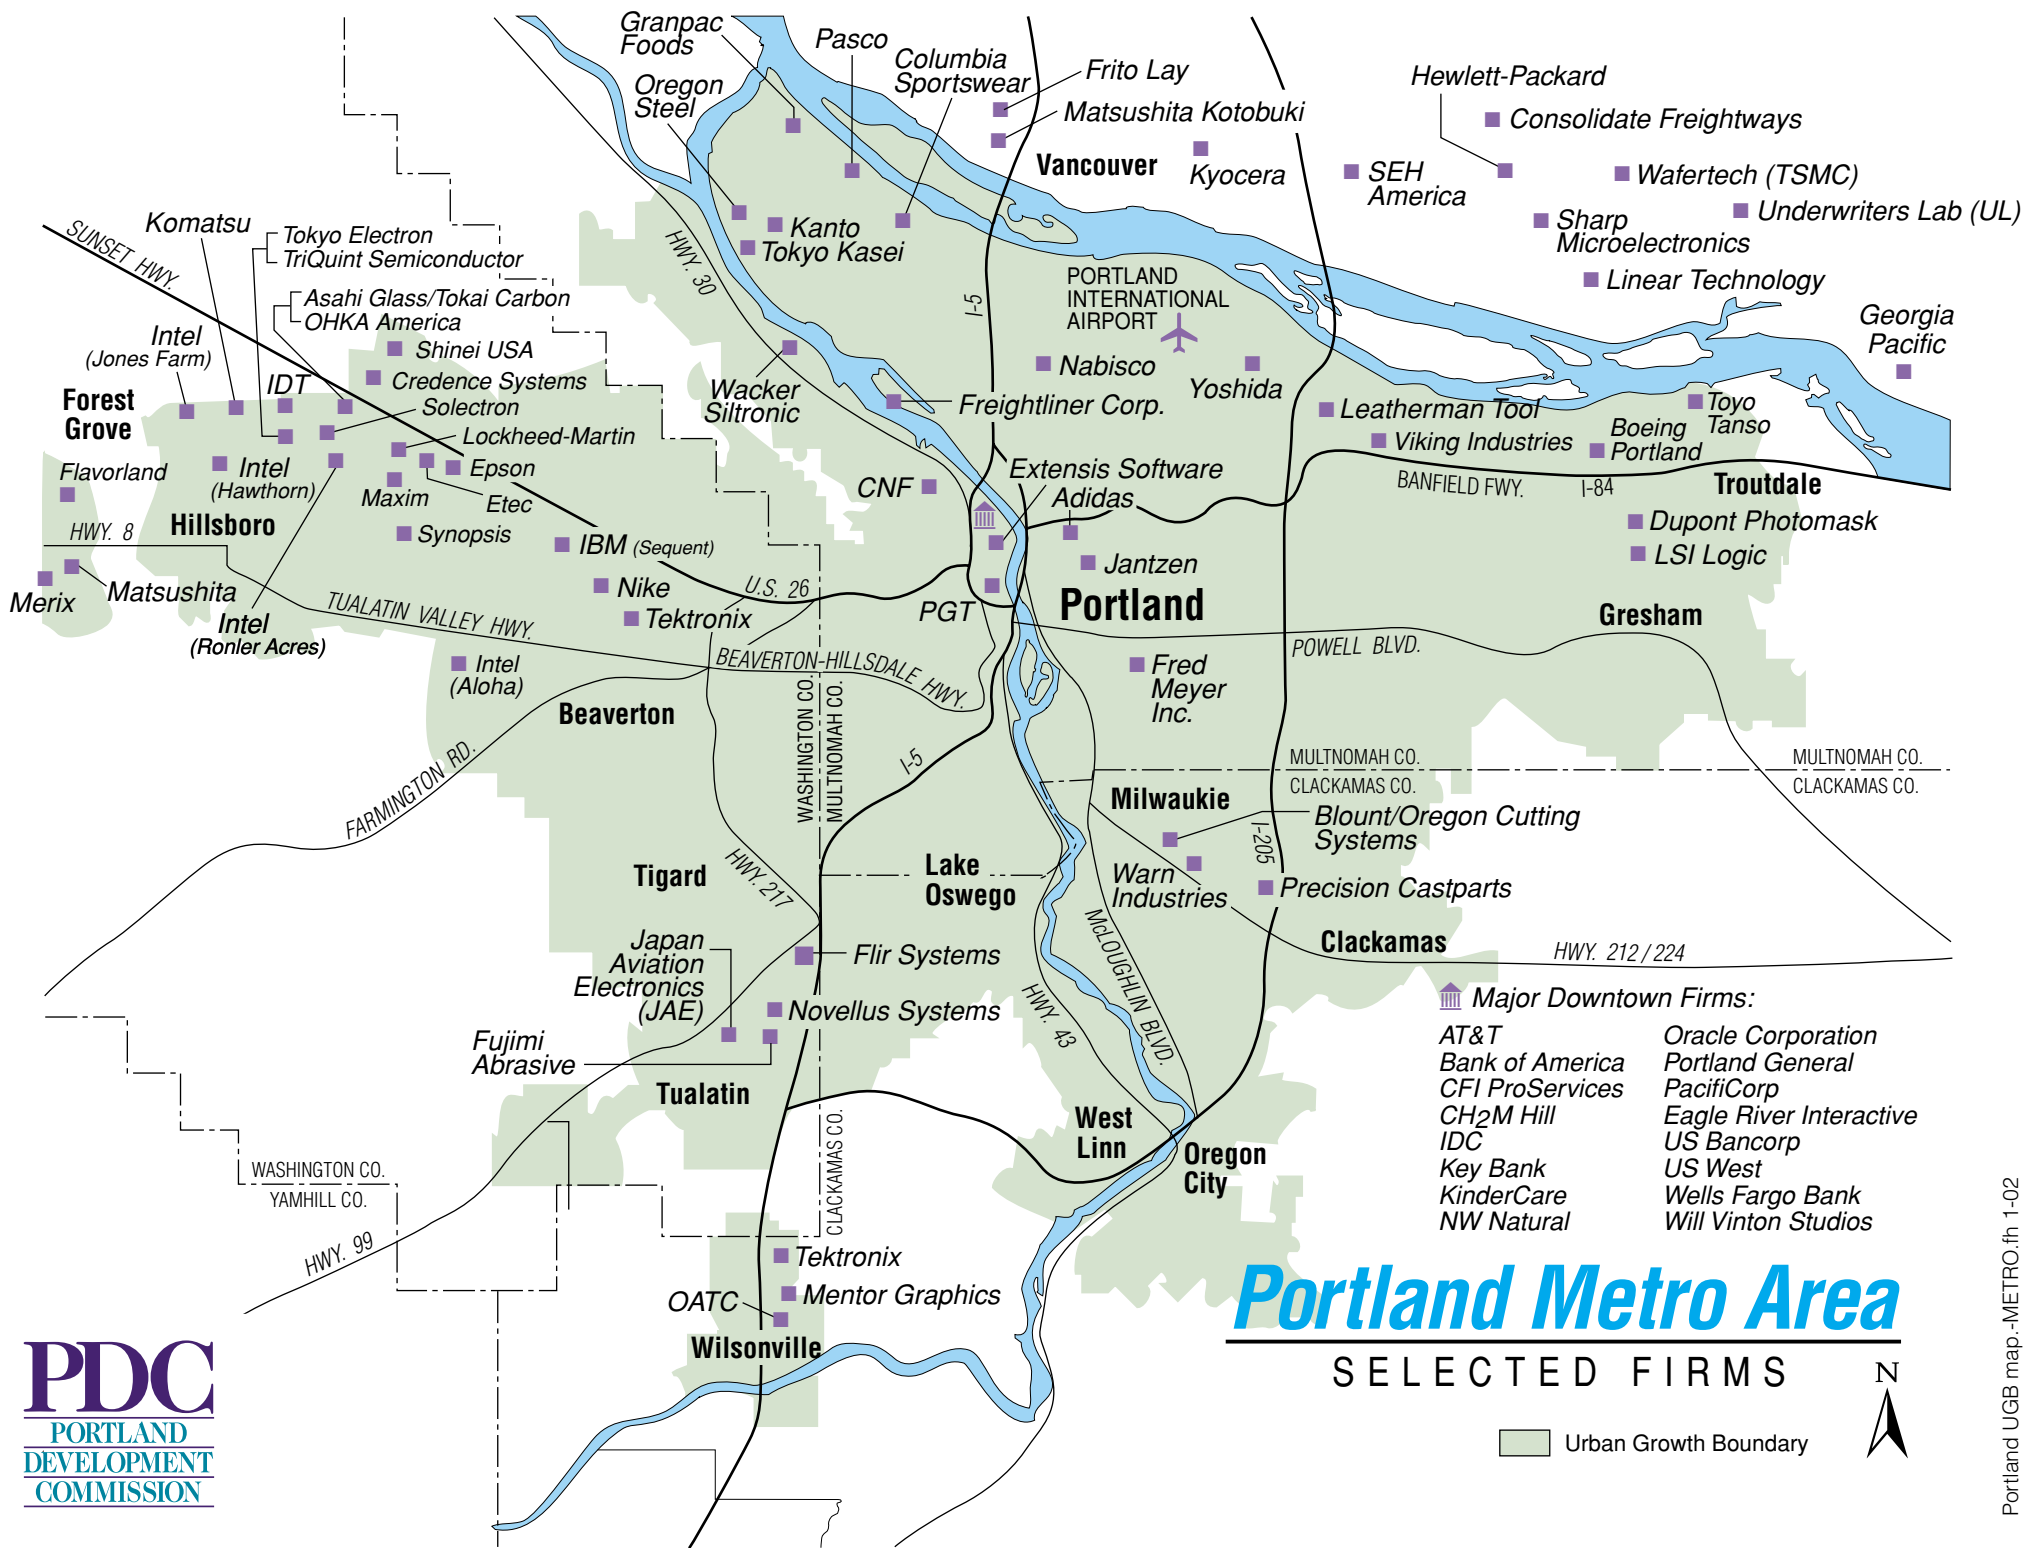 Granpac
Foods
Pasco
Columbia
Sportswear
Frito Lay
Matsushita Kotobuki
Hewlett-Packard
Consolidate Freightways
Oregon
Steel
Vancouver
Kyocera
SEH
America
Wafertech (TSMC)
Underwriters Lab (UL)
Sharp
Microelectronics
Linear Technology
Kanto
Tokyo Kasei
HWY. 30
I-5
PORTLAND
INTERNATIONAL
AIRPORT
Georgia
Pacific
SUNSET HWY.
Komatsu
Tokyo Electron
TriQuint Semiconductor
Asahi Glass/Tokai Carbon
OHKA America
Intel
(Jones Farm)
Shinei USA
IDT
Credence Systems
Solectron
Forest
Grove
Lockheed-Martin
Flavorland
Intel
(Hawthorn)
Epson
Maxim
Etec
Hillsboro
HWY. 8
Synopsis
IBM (Sequent)
Merix
Matsushita
Nike
Tektronix
U.S. 26
TUALATIN VALLEY HWY.
Intel
(Ronler Acres)
Intel
(Aloha)
BEAVERTON-HILLSDALE HWY.
Beaverton
FARMINGTON RD.
Wacker
Siltronic
Nabisco
Yoshida
Freightliner Corp.
Leatherman Tool
Viking Industries
Boeing
Portland
Toyo
Tanso
CNF
Extensis Software
Adidas
BANFIELD FWY.
I-84
Troutdale
Dupont Photomask
LSI Logic
Jantzen
PGT
Portland
Gresham
POWELL BLVD.
Fred
Meyer
Inc.
WASHINGTON CO.
MULTNOMAH CO.
I-5
MULTNOMAH CO.
CLACKAMAS CO.
MULTNOMAH CO.
CLACKAMAS CO.
Milwaukie
Blount/Oregon Cutting
Systems
I-205
Warn
Industries
Precision Castparts
Tigard
HWY. 217
Lake
Oswego
McLOUGHLIN BLVD.
Clackamas
HWY. 212 / 224
Japan
Aviation
Electronics
(JAE)
Flir Systems
Novellus Systems
Fujimi
Abrasive
HWY. 43
Tualatin
West
Linn
Oregon
City
CLACKAMAS CO.
WASHINGTON CO.
YAMHILL CO.
HWY. 99
Tektronix
Mentor Graphics
OATC
Wilsonville
Major Downtown Firms:
AT&T
Bank of America
CFI ProServices
CH2M Hill
IDC
Key Bank
KinderCare
NW Natural
Oracle Corporation
Portland General
PacifiCorp
Eagle River Interactive
US Bancorp
US West
Wells Fargo Bank
Will Vinton Studios
Portland Metro Area
SELECTED FIRMS
N
Urban Growth Boundary
PDC
PORTLAND
DEVELOPMENT
COMMISSION
Portland UGB map.-METRO.fh 1-02